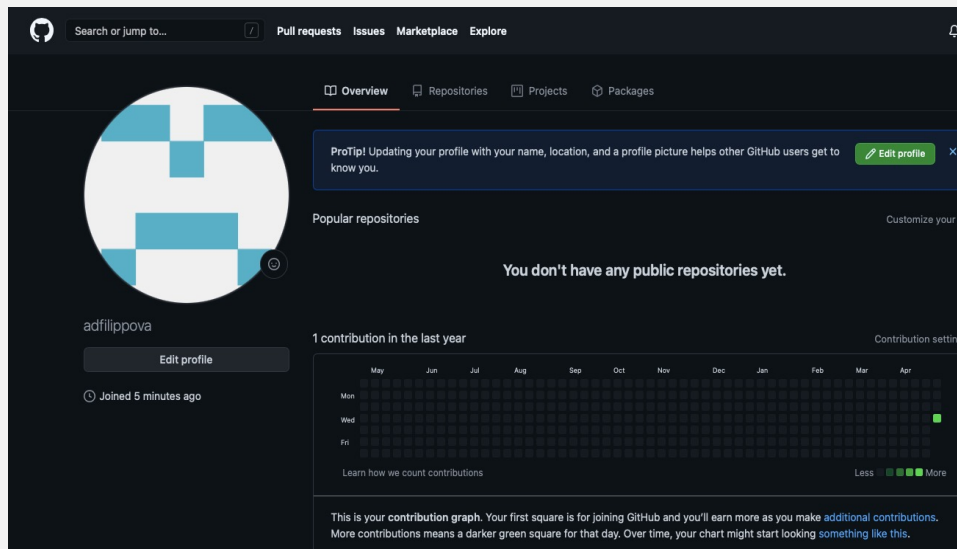 Search or jump to... /
Pull requests Issues Marketplace Explore
Overview Repositories Projects Packages
ProTip! Updating your profile with your name, location, and a profile picture helps other GitHub users get to
know you.
Edit profile
Popular repositories
Customize your
You don't have any public repositories yet.
adfilippova
Edit profile
Joined 5 minutes ago
1 contribution in the last year
Contribution settin
May Jun Jul Aug Sep Oct Nov Dec Jan Feb Mar Apr
Mon
Wed
Fri
Learn how we count contributions
Less More
This is your contribution graph. Your first square is for joining GitHub and you'll earn more as you make additional contributions.
More contributions means a darker green square for that day. Over time, your chart might start looking something like this.